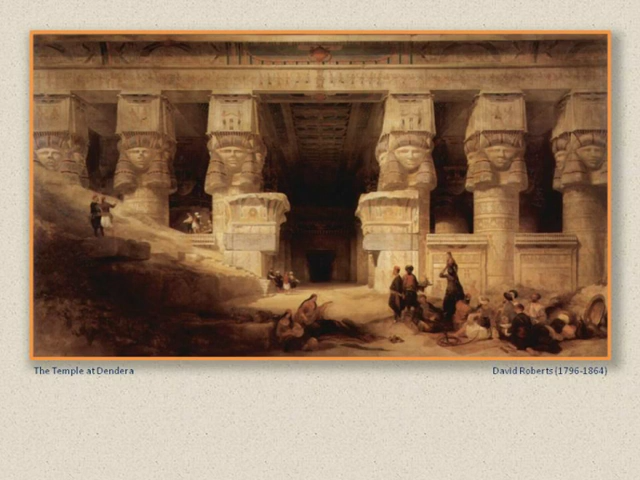 The Temple at Dendera
David Roberts (1796-1864)